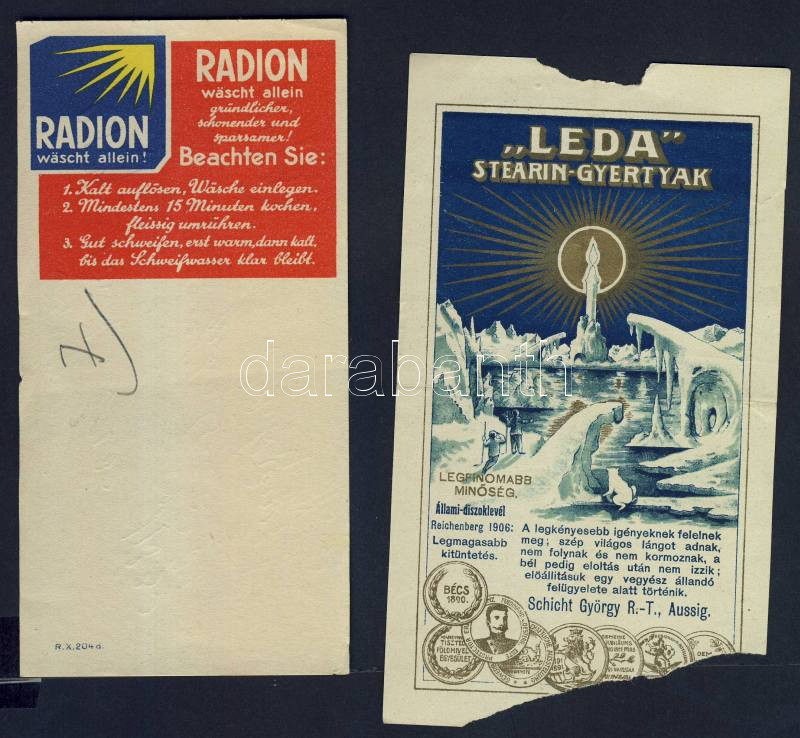 RADION
wäscht allein!
RADION
wäscht allein
gründlicher,
schonender und
sparsamer!
Beachten Sie:
1. Kalt auflösen, Wäsche einlegen.
2. Mindestens 15 Minuten kochen,
fleissig umrühren.
3. Gut schweifen, erst warm, dann kalt,
bis das Schweifwasser klar bleibt.
R.X.204d.
„LEDA”
STEARIN-GYERTYAK
LEGFINOMABB
MINŐSÉG.
Állami-diszoklevél
Reichenberg 1906:
Legmagasabb
kitüntetés.
A legkényesebb igényeknek felelnek
meg; szép világos lángot adnak,
nem folynak és nem kormoznak, a
bél pedig eloltás után nem izzik;
előállitásuk egy vegyész állandó
felügyelete alatt történik.
Schicht György R.-T., Aussig.
BÉCS
1890.
darabanth